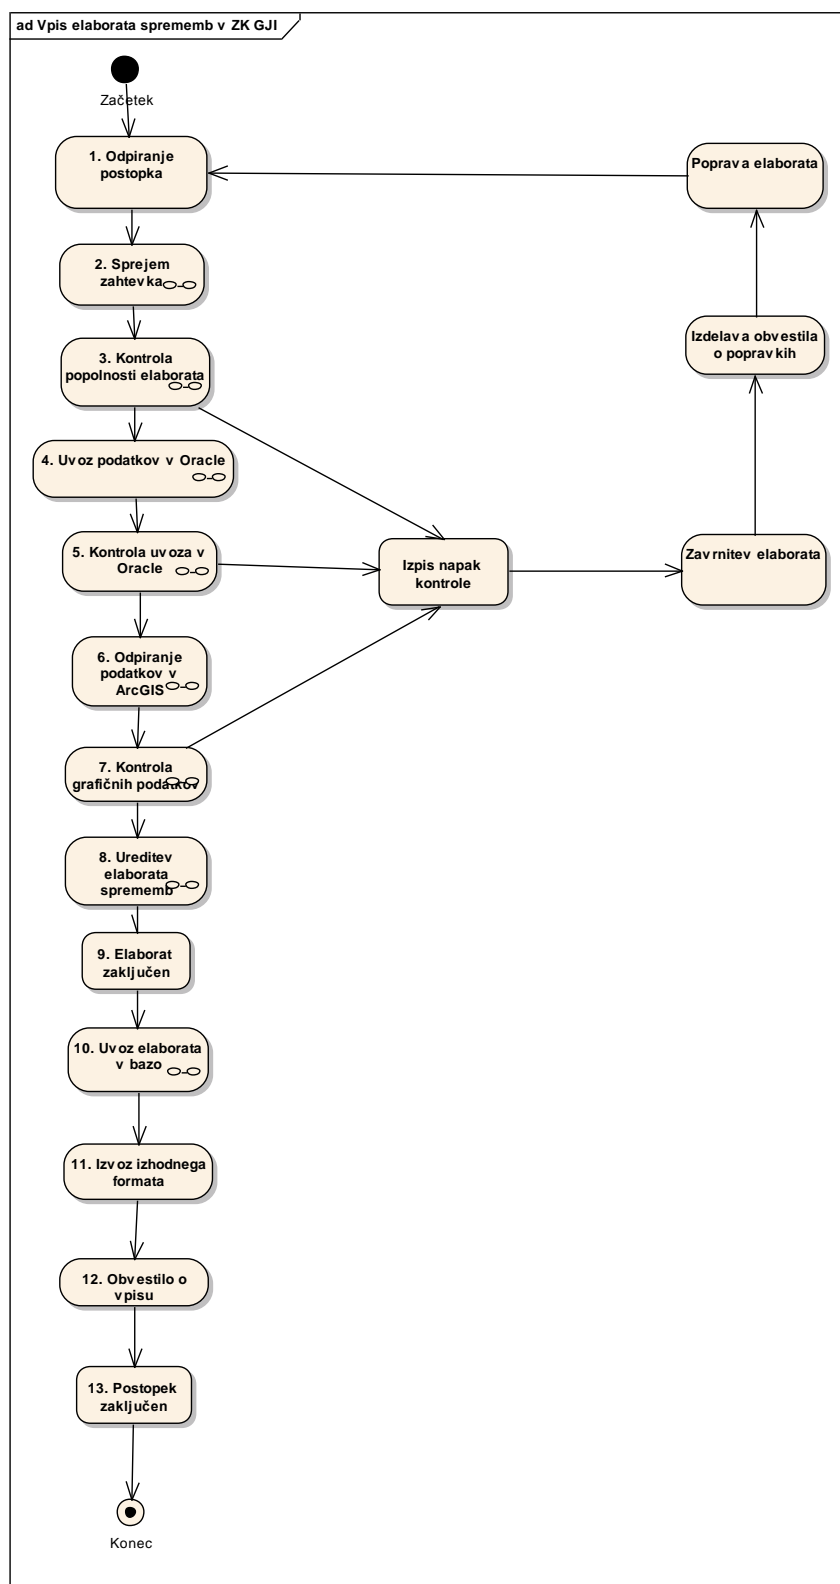 ad Vpis elaborata sprememb v ZK GJI
Začetek
1. Odpiranje
postopka
Poprava elaborata
2. Sprejem
zahtevka
Izdelava obvestila
o popravkih
3. Kontrola
popolnosti elaborata
4. Uvoz podatkov v Oracle
5. Kontrola uvoza v
Oracle
Izpis napak
kontrole
Zavrnitev elaborata
6. Odpiranje
podatkov v
ArcGIS
7. Kontrola
grafičnih podatkov
8. Ureditev
elaborata
sprememb
9. Elaborat
zaključen
10. Uvoz elaborata
v bazo
11. Izvoz izhodnega
formata
12. Obvestilo o
vpisu
13. Postopek
zaključen
Konec